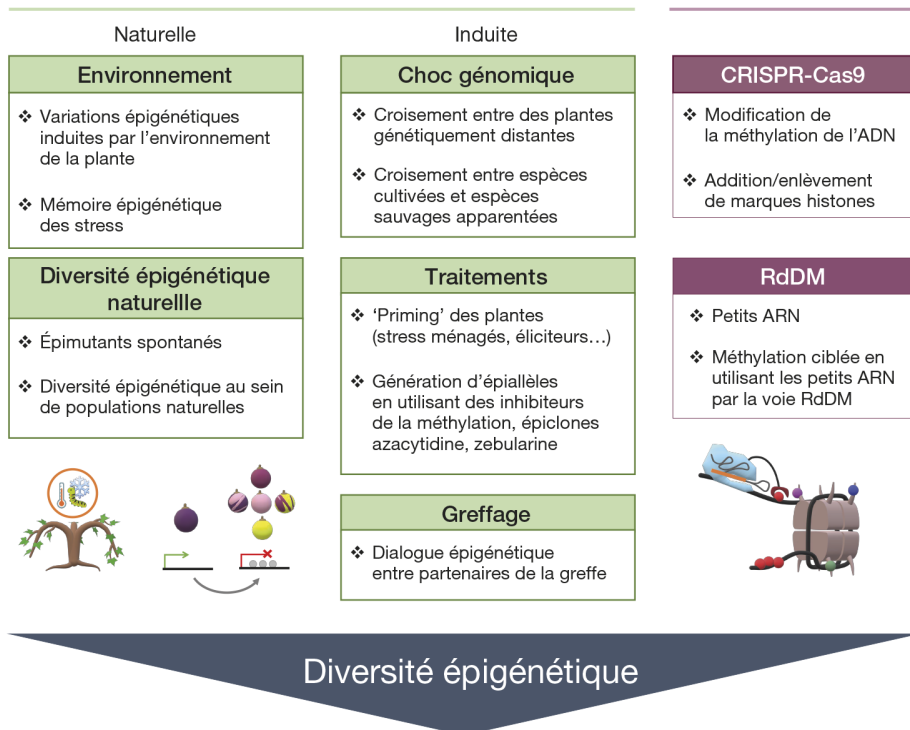 Naturelle
Environnement
❖ Variations épigénétiques
induites par l'environnement
de la plante
❖ Mémoire épigénétique
des stress
Diversité épigénétique
naturellle
❖ Épimutants spontanés
❖ Diversité épigénétique au sein
de populations naturelles
Induite
Choc génomique
❖ Croisement entre des plantes
génétiquement distantes
❖ Croisement entre espèces
cultivées et espèces
sauvages apparentées
Traitements
❖ ‘Priming’ des plantes
(stress ménagés, éliciteurs…)
❖ Génération d'épiallèles
en utilisant des inhibiteurs
de la méthylation, épiclones
azacytidine, zebularine
Greffage
❖ Dialogue épigénétique
entre partenaires de la greffe
CRISPR-Cas9
❖ Modification de
la méthylation de l'ADN
❖ Addition/enlèvement
de marques histones
RdDM
❖ Petits ARN
❖ Méthylation ciblée en
utilisant les petits ARN
par la voie RdDM
Diversité épigénétique